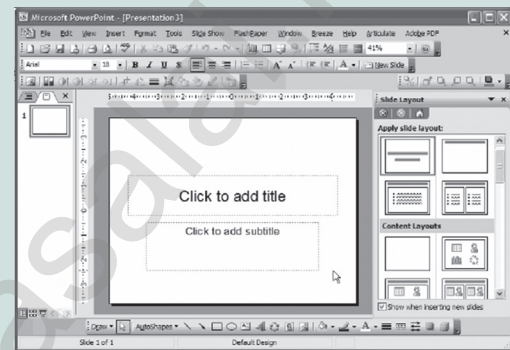 Microsoft PowerPoint - [Presentation3]
File Edit View Insert Format Tools Slide Show FlashPaper Window Breeze Help Articulate Adobe PDF
41%
Arial 18 B I U S A A A New Slide
Slide Layout
Apply slide layout:
1
Click to add title
Click to add subtitle
Content Layouts
Show when inserting new slides
Draw AutoShapes
Slide 1 of 1 Default Design